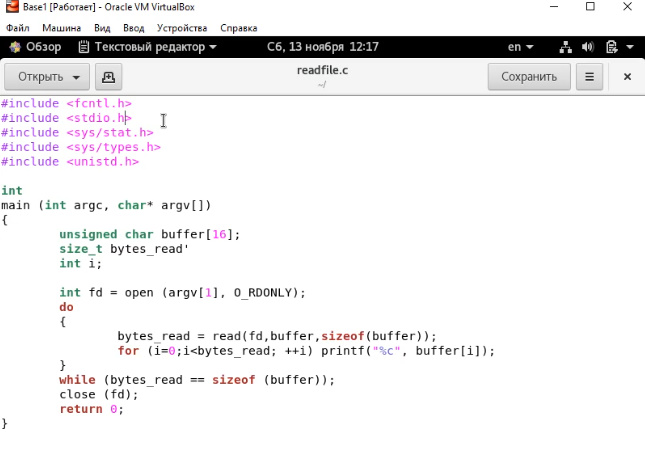 Base1 [Работает] - Oracle VM VirtualBox
Файл Машина Вид Ввод Устройства Справка
Обзор Текстовый редактор Сб, 13 ноября 12:17 en
Открыть readfile.c Сохранить
~/
#include <fcntl.h>
#include <stdio.h>
#include <sys/stat.h>
#include <sys/types.h>
#include <unistd.h>
int
main (int argc, char* argv[])
{
unsigned char buffer[16];
size_t bytes_read'
int i;
int fd = open (argv[1], O_RDONLY);
do
{
bytes_read = read(fd,buffer,sizeof(buffer));
for (i=0;i<bytes_read; ++i) printf("%c", buffer[i]);
}
while (bytes_read == sizeof (buffer));
close (fd);
return 0;
}